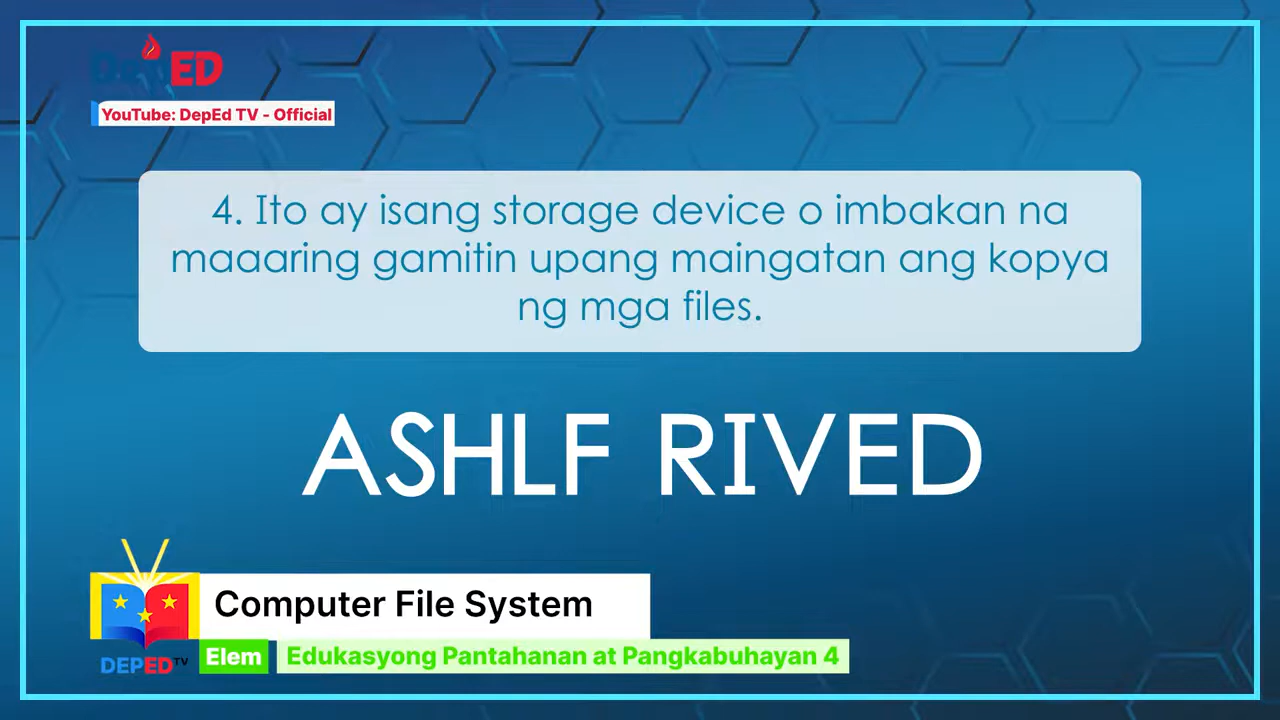 DepED
YouTube: DepEd TV - Official
4. Ito ay isang storage device o imbakan na
maaaring gamitin upang maingatan ang kopya
ng mga files.
ASHLF RIVED
Computer File System
DEPED TV
Elem
Edukasyong Pantahanan at Pangkabuhayan 4